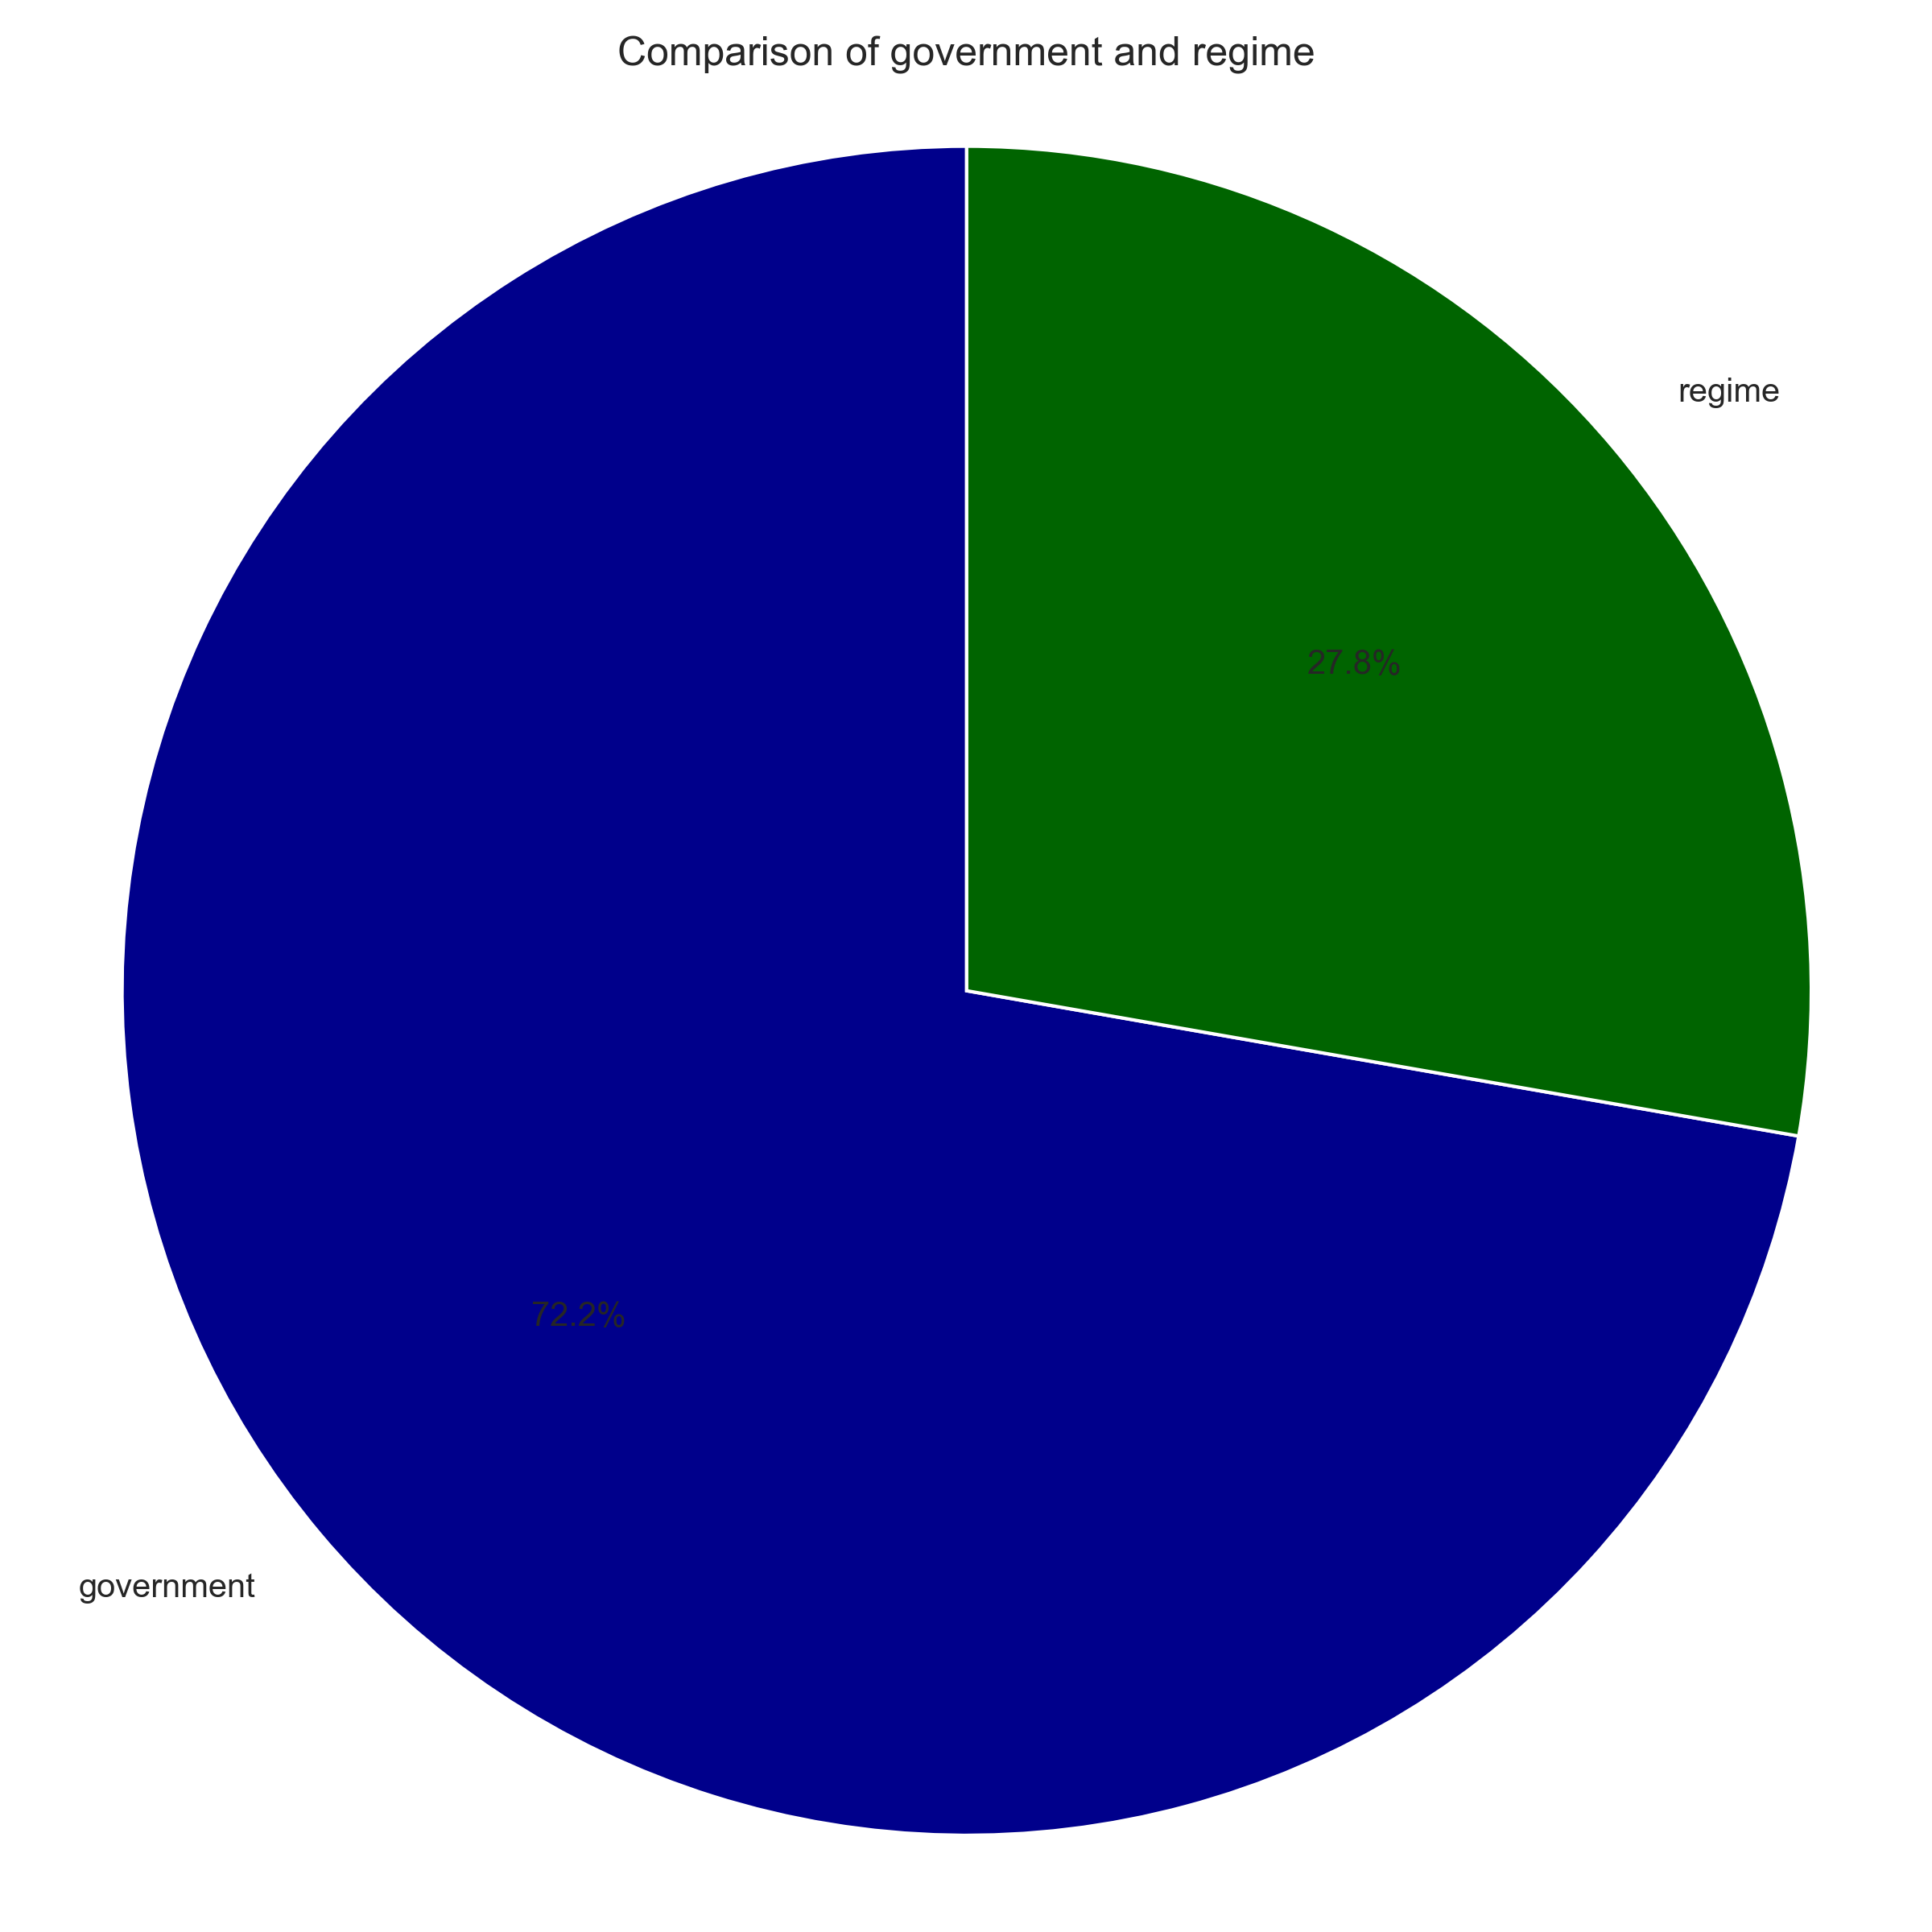 Comparison of government and regime
regime
27.8%
72.2%
government